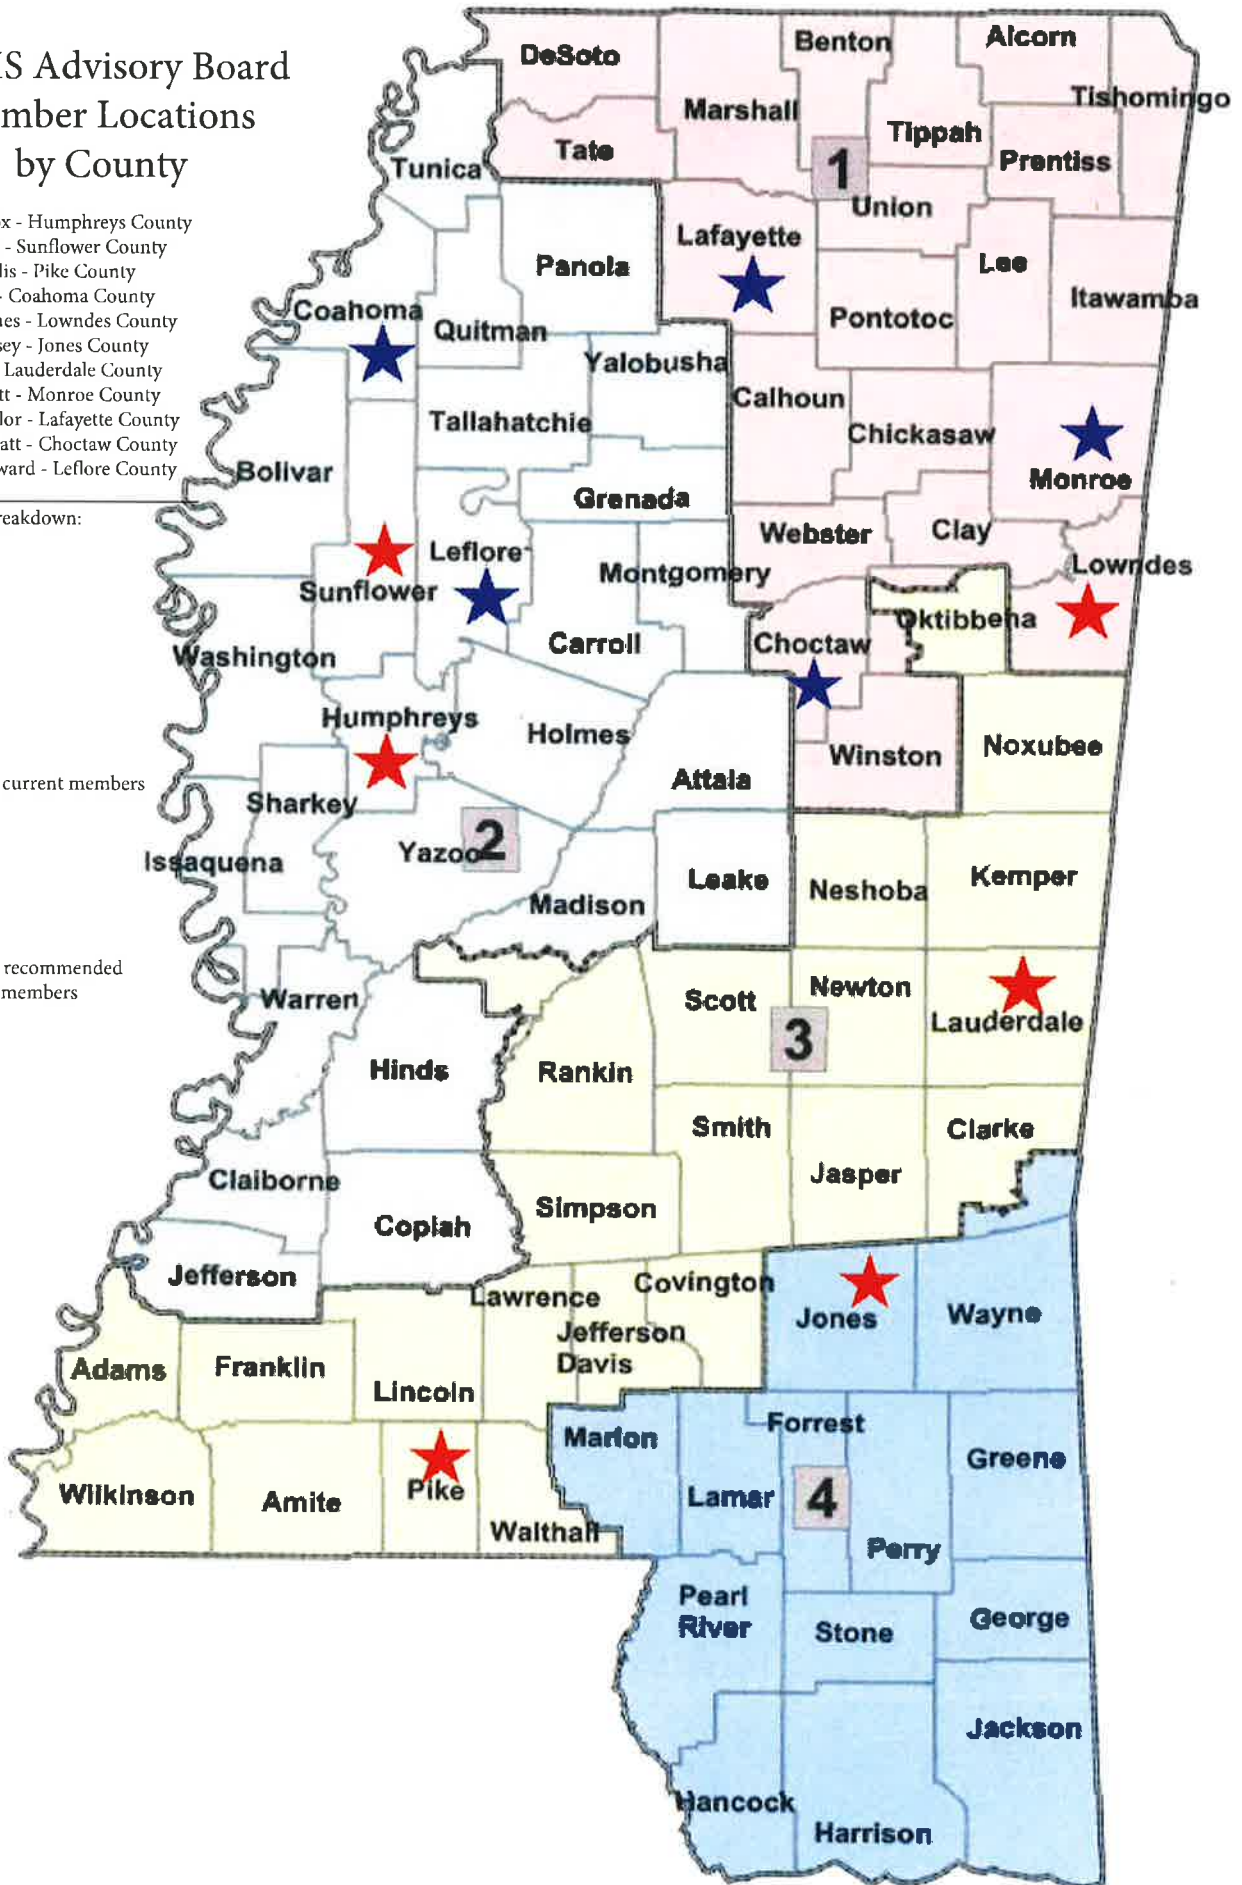 IS Advisory Board
mber Locations
by County
x - Humphreys County
- Sunflower County
lis - Pike County
- Coahoma County
nes - Lowndes County
sey - Jones County
Lauderdale County
tt - Monroe County
lor - Lafayette County
att - Choctaw County
ward - Leflore County
reakdown:
current members
recommended
members
DeSoto
Benton
Alcorn
Tishomingo
Marshall
Tippah
Tate
Prentiss
Tunica
1
Union
Lafayette
Panola
Lee
Itawamba
Coahoma
Quitman
Pontotoc
Yalobusha
Calhoun
Tallahatchie
Chickasaw
Bolivar
Monroe
Grenada
Webster
Clay
Leflore
Montgomery
Lowndes
Sunflower
Oktibbeha
Carroll
Choctaw
Washington
Humphreys
Holmes
Winston
Noxubee
Attala
Sharkey
Yazoo
2
Issaquena
Leake
Neshoba
Kemper
Madison
Warren
Scott
Newton
Lauderdale
3
Hinds
Rankin
Smith
Clarke
Jasper
Claiborne
Simpson
Copiah
Jefferson
Lawrence
Covington
Jefferson
Davis
Jones
Wayne
Adams
Franklin
Lincoln
Marion
Forrest
Greene
Wilkinson
Amite
Pike
Lamar
4
Walthall
Perry
Pearl
River
Stone
George
Jackson
Hancock
Harrison